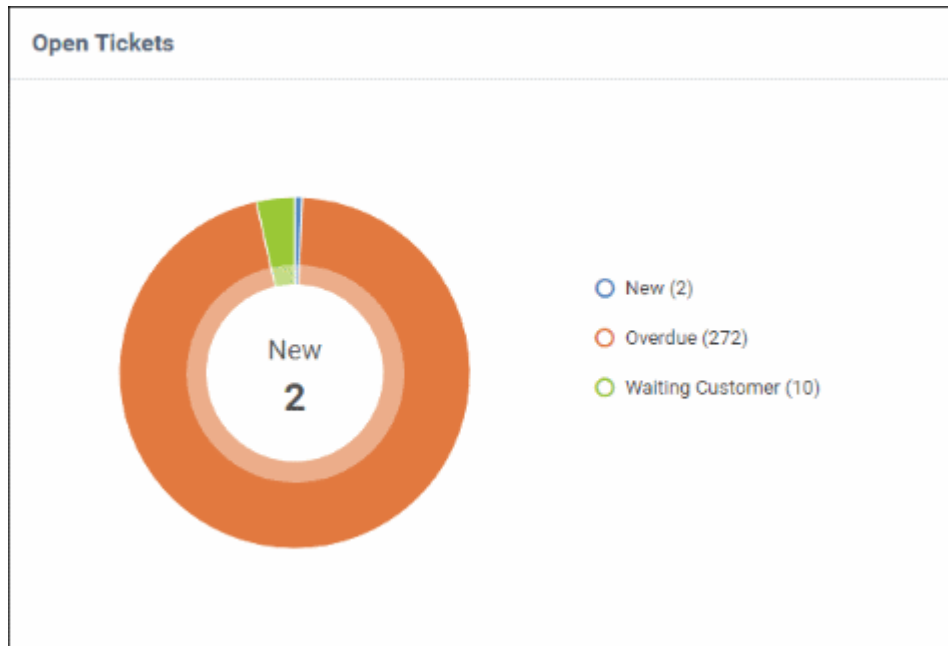 Open Tickets
New
2
New (2)
Overdue (272)
Waiting Customer (10)